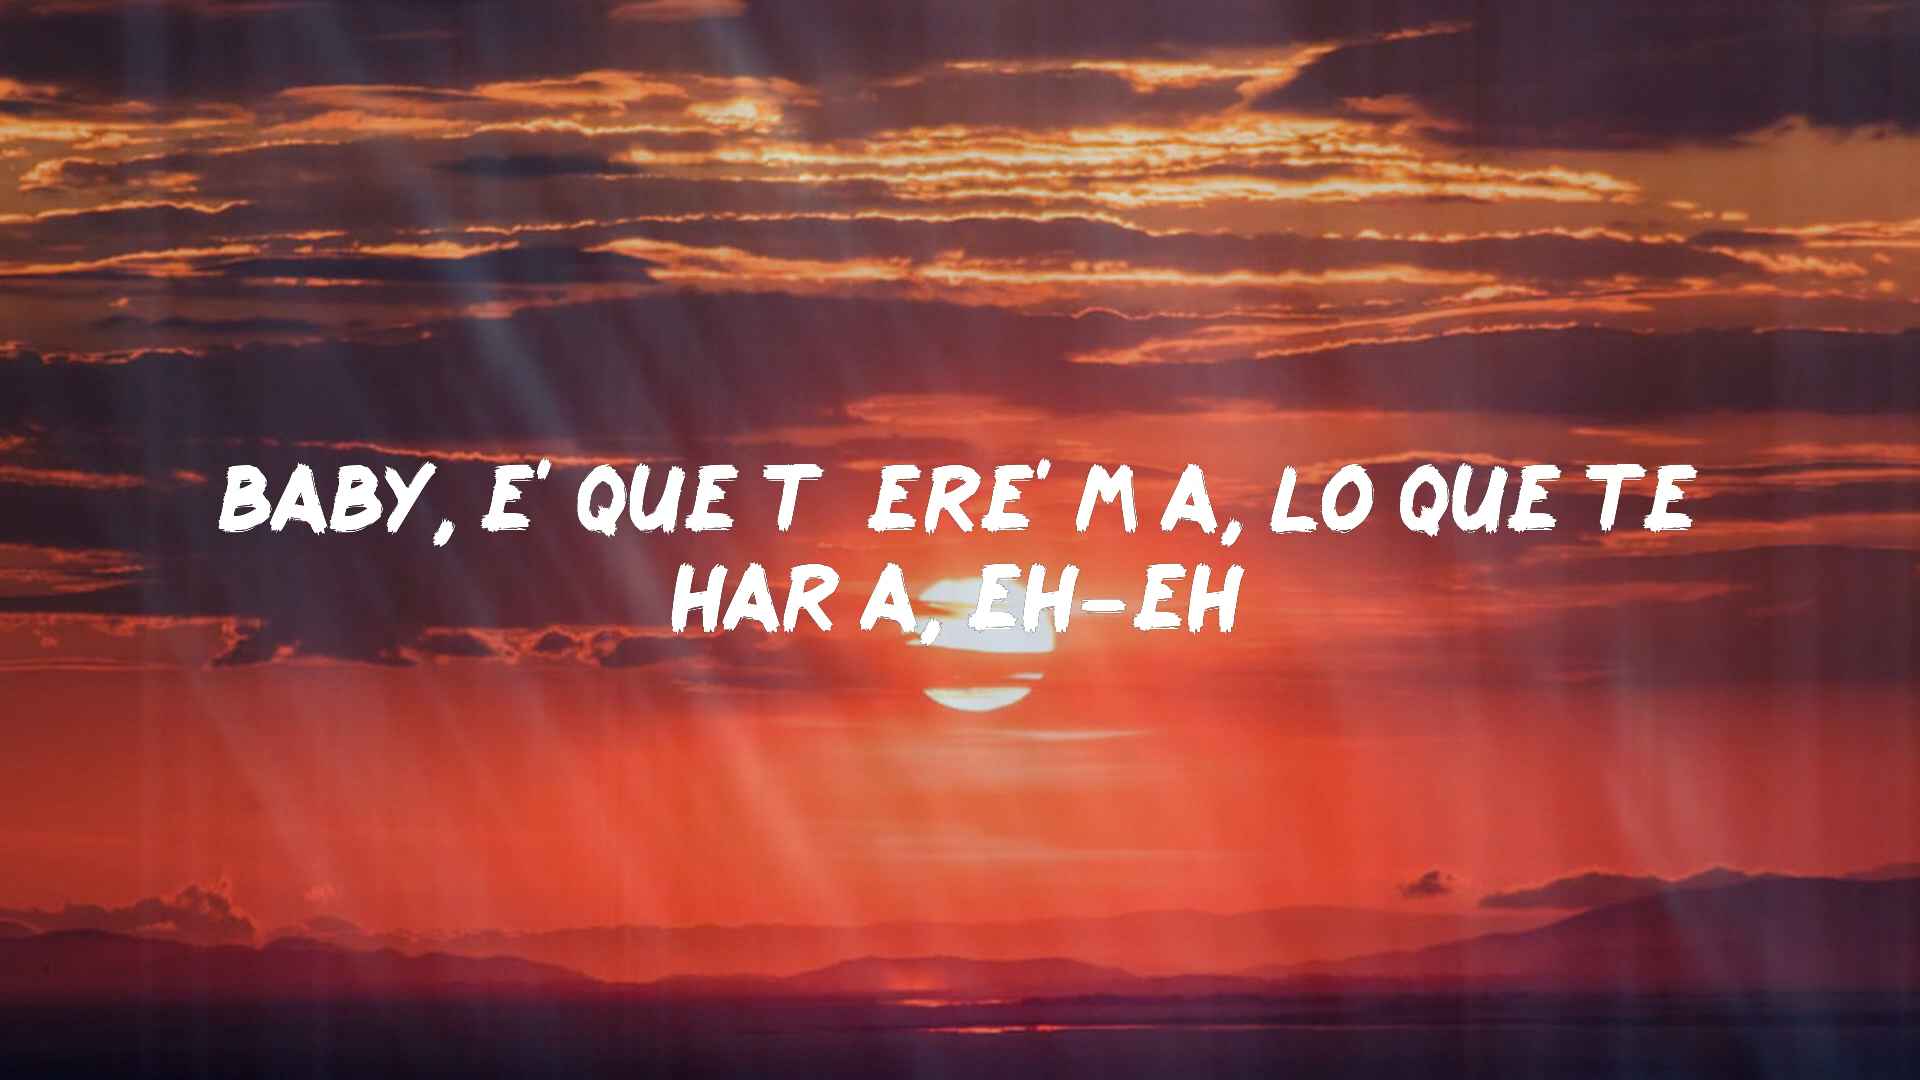 BABY, E' QUE T ERE' M A, LO QUE TE
HAR A, EH-EH